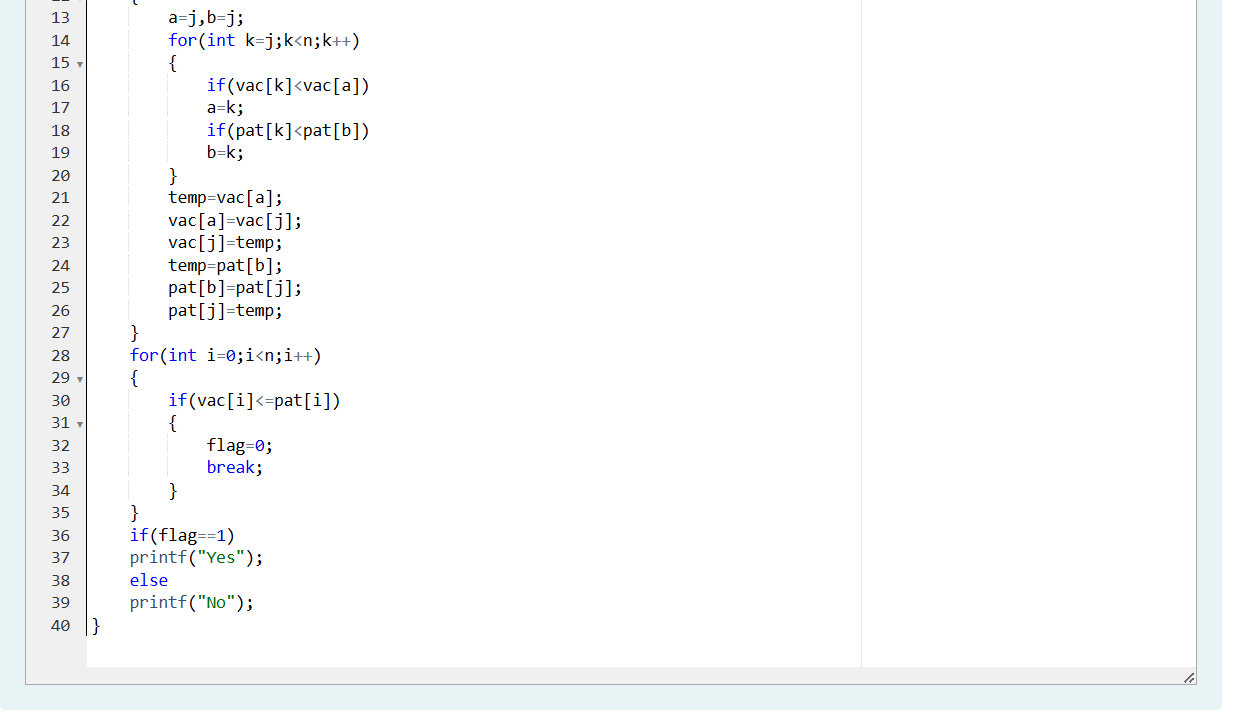 {
13 a=j,b=j;
14 for(int k=j;k<n;k++)
15 {
16 if(vac[k]<vac[a])
17 a=k;
18 if(pat[k]<pat[b])
19 b=k;
20 }
21 temp=vac[a];
22 vac[a]=vac[j];
23 vac[j]=temp;
24 temp=pat[b];
25 pat[b]=pat[j];
26 pat[j]=temp;
27 }
28 for(int i=0;i<n;i++)
29 {
30 if(vac[i]<=pat[i])
31 {
32 flag=0;
33 break;
34 }
35 }
36 if(flag==1)
37 printf("Yes");
38 else
39 printf("No");
40 }